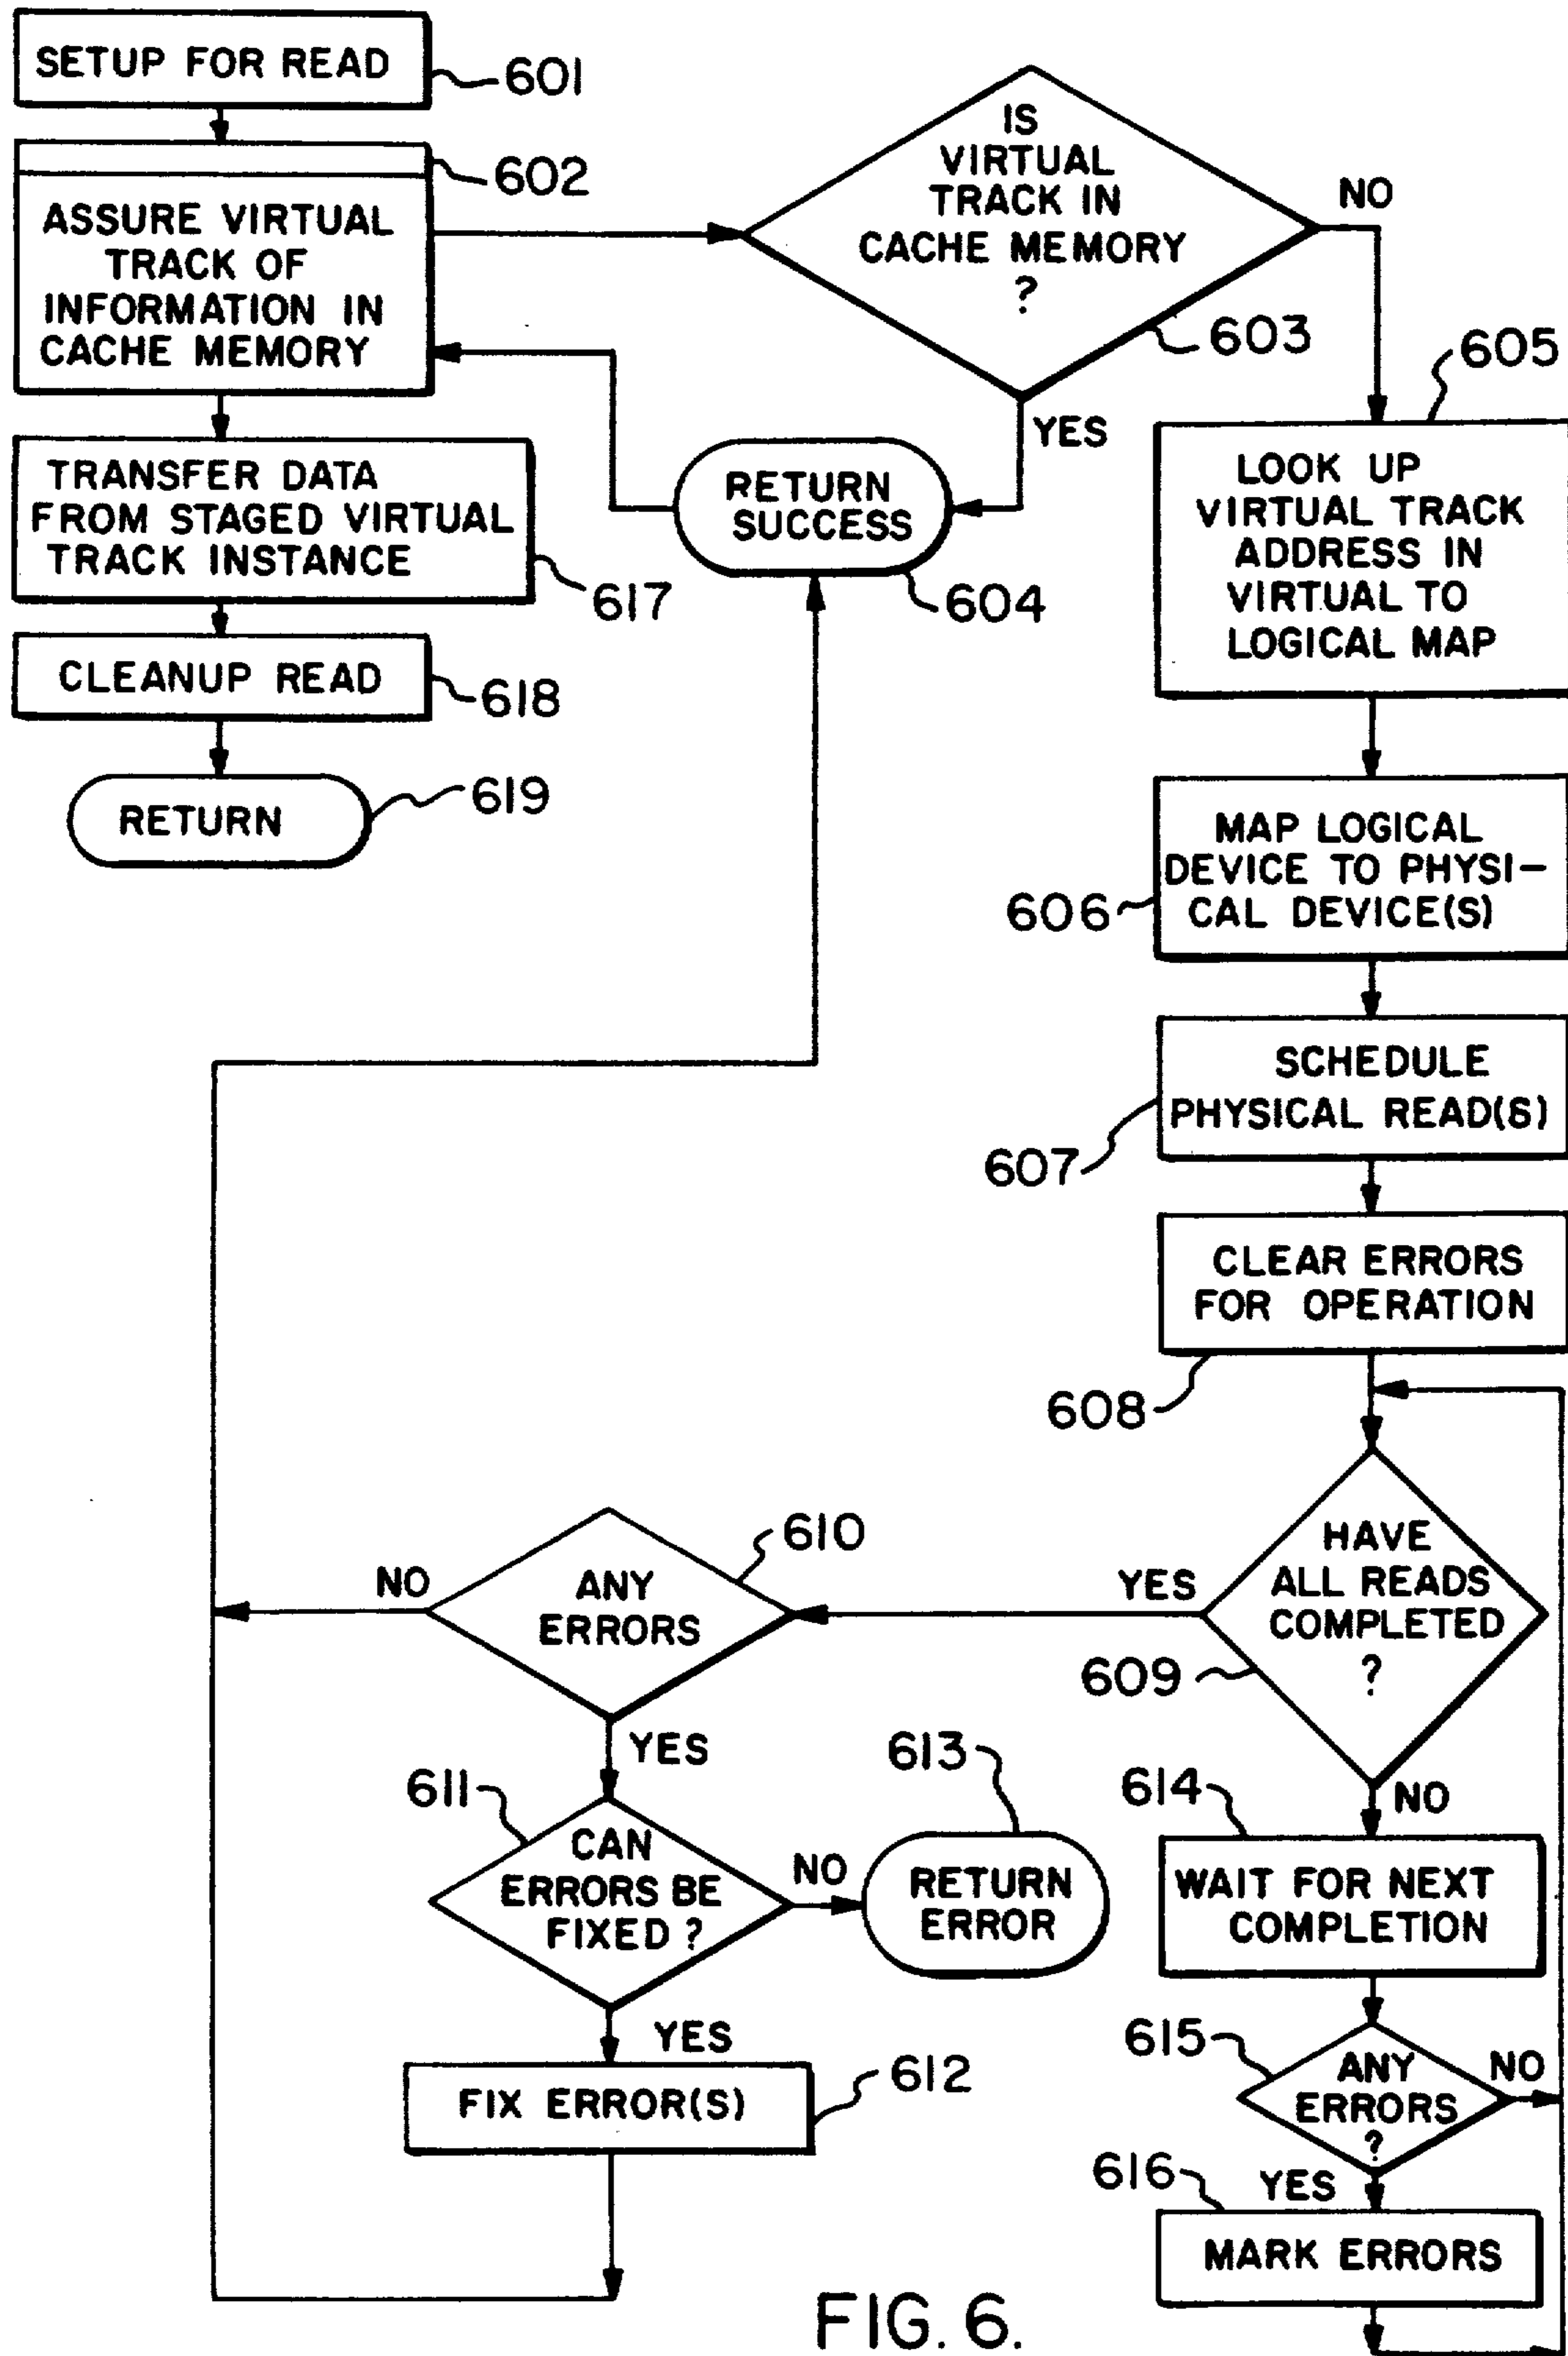 SETUP FOR READ
601
602
ASSURE VIRTUAL
TRACK OF
INFORMATION IN
CACHE MEMORY
TRANSFER DATA
FROM STAGED VIRTUAL
TRACK INSTANCE
617
CLEANUP READ
618
RETURN
619
IS
VIRTUAL
TRACK IN
CACHE MEMORY
?
603
NO
YES
RETURN
SUCCESS
604
605
LOOK UP
VIRTUAL TRACK
ADDRESS IN
VIRTUAL TO
LOGICAL MAP
MAP LOGICAL
DEVICE TO PHYSI-
CAL DEVICE(S)
606
SCHEDULE
PHYSICAL READ(S)
607
CLEAR ERRORS
FOR OPERATION
608
HAVE
ALL READS
COMPLETED
?
609
YES
NO
610
ANY
ERRORS
NO
YES
611
CAN
ERRORS BE
FIXED ?
NO
613
RETURN
ERROR
YES
FIX ERROR(S)
612
614
WAIT FOR NEXT
COMPLETION
615
ANY
ERRORS
?
NO
YES
616
MARK ERRORS
FIG. 6.